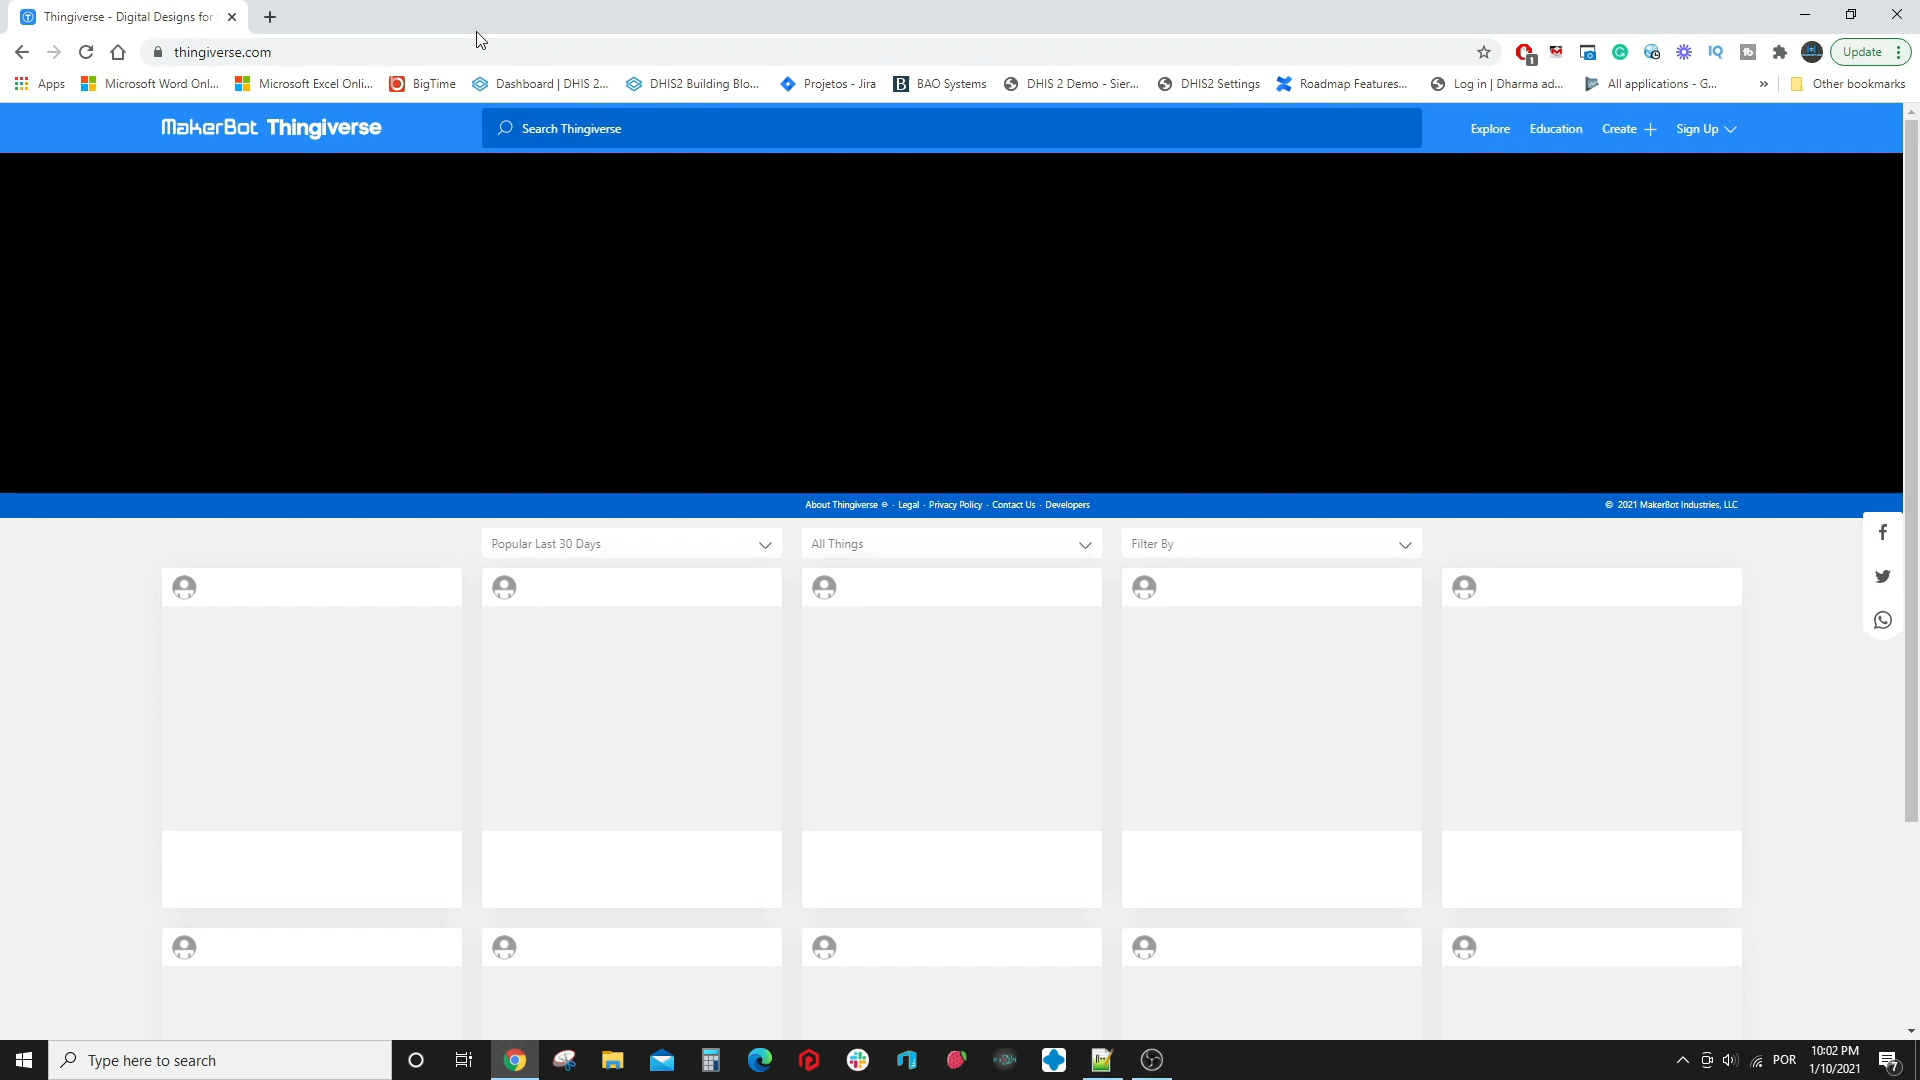 Thingiverse - Digital Designs for
thingiverse.com
Update
Apps
Microsoft Word Onl...
Microsoft Excel Onli...
BigTime
Dashboard | DHIS 2...
DHIS2 Building Blo...
Projetos - Jira
BAO Systems
DHIS 2 Demo - Sier...
DHIS2 Settings
Roadmap Features...
Log in | Dharma ad...
All applications - G...
»
Other bookmarks
MakerBot Thingiverse
Search Thingiverse
Explore
Education
Create
Sign Up
About Thingiverse ® · Legal · Privacy Policy · Contact Us · Developers
© 2021 MakerBot Industries, LLC
Popular Last 30 Days
All Things
Filter By
Type here to search
POR
10:02 PM
1/10/2021
7